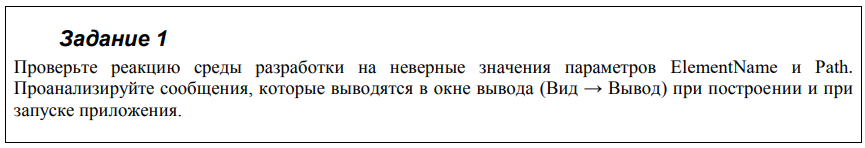 Задание 1
Проверьте реакцию среды разработки на неверные значения параметров ElementName и Path.
Проанализируйте сообщения, которые выводятся в окне вывода (Вид → Вывод) при построении и при
запуске приложения.